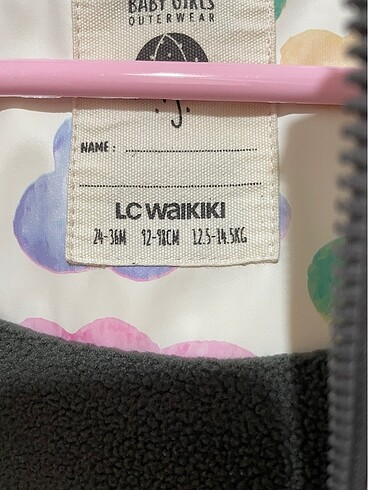 BABY GIRLS
OUTERWEAR
NAME :
LC WAIKIKI
24-36M 92-98CM 12.5-14.5KG